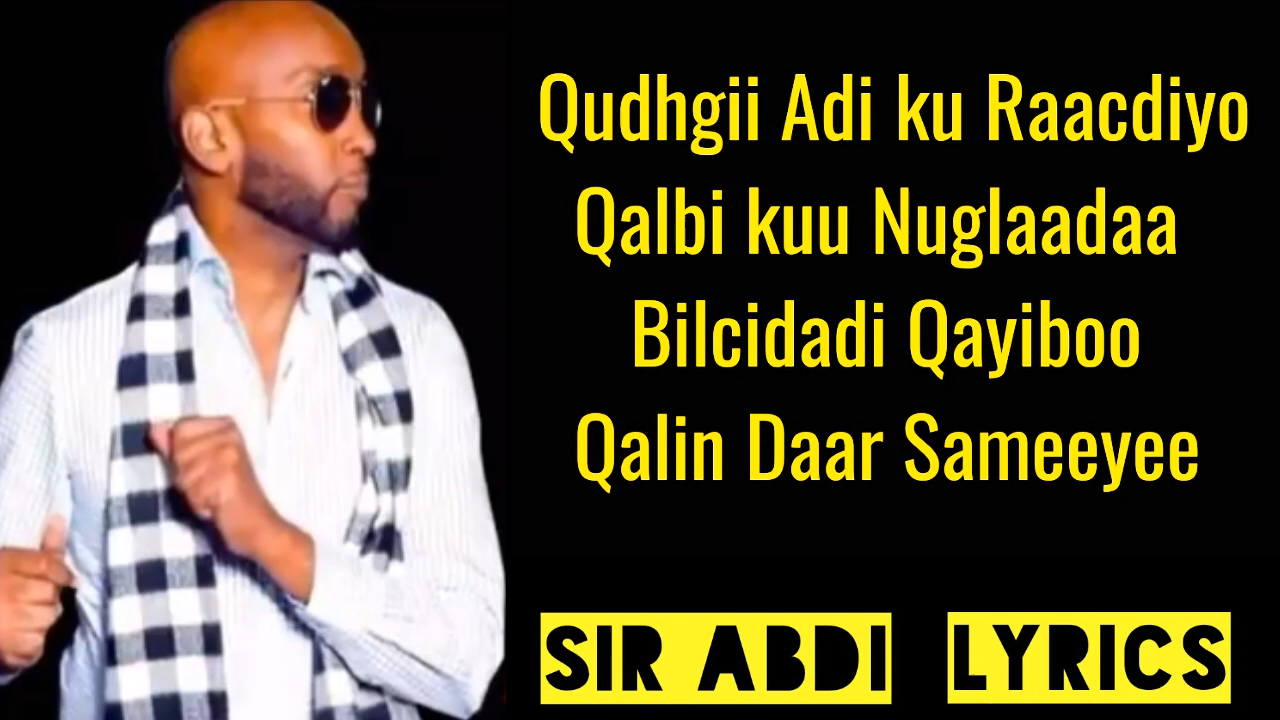 Qudhgii Adi ku Raacdiyo
Qalbi kuu Nuglaadaa
Bilcidadi Qayiboo
Qalin Daar Sameeyee
SIR ABDI LYRICS